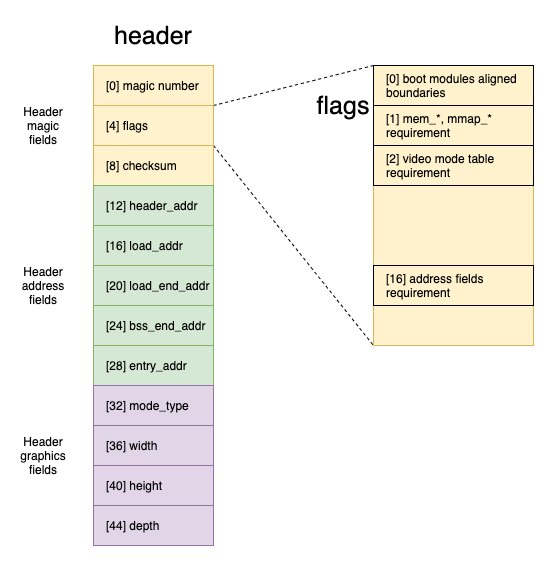 header
Header
magic
fields
[0] magic number
[4] flags
[8] checksum
Header
address
fields
[12] header_addr
[16] load_addr
[20] load_end_addr
[24] bss_end_addr
[28] entry_addr
Header
graphics
fields
[32] mode_type
[36] width
[40] height
[44] depth
flags
[0] boot modules aligned
boundaries
[1] mem_*, mmap_*
requirement
[2] video mode table
requirement
[16] address fields
requirement